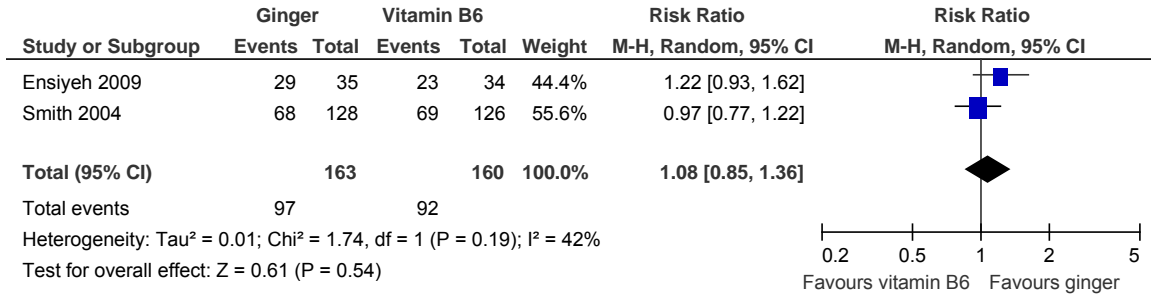 Ginger Vitamin B6 Risk Ratio Risk Ratio
Study or Subgroup Events Total Events Total Weight M-H, Random, 95% CI M-H, Random, 95% CI
Ensiyeh 2009 29 35 23 34 44.4% 1.22 [0.93, 1.62]
Smith 2004 68 128 69 126 55.6% 0.97 [0.77, 1.22]
Total (95% CI) 163 160 100.0% 1.08 [0.85, 1.36]
Total events 97 92
Heterogeneity: Tau² = 0.01; Chi² = 1.74, df = 1 (P = 0.19); I² = 42%
Test for overall effect: Z = 0.61 (P = 0.54)
0.2 0.5 1 2 5
Favours vitamin B6 Favours ginger